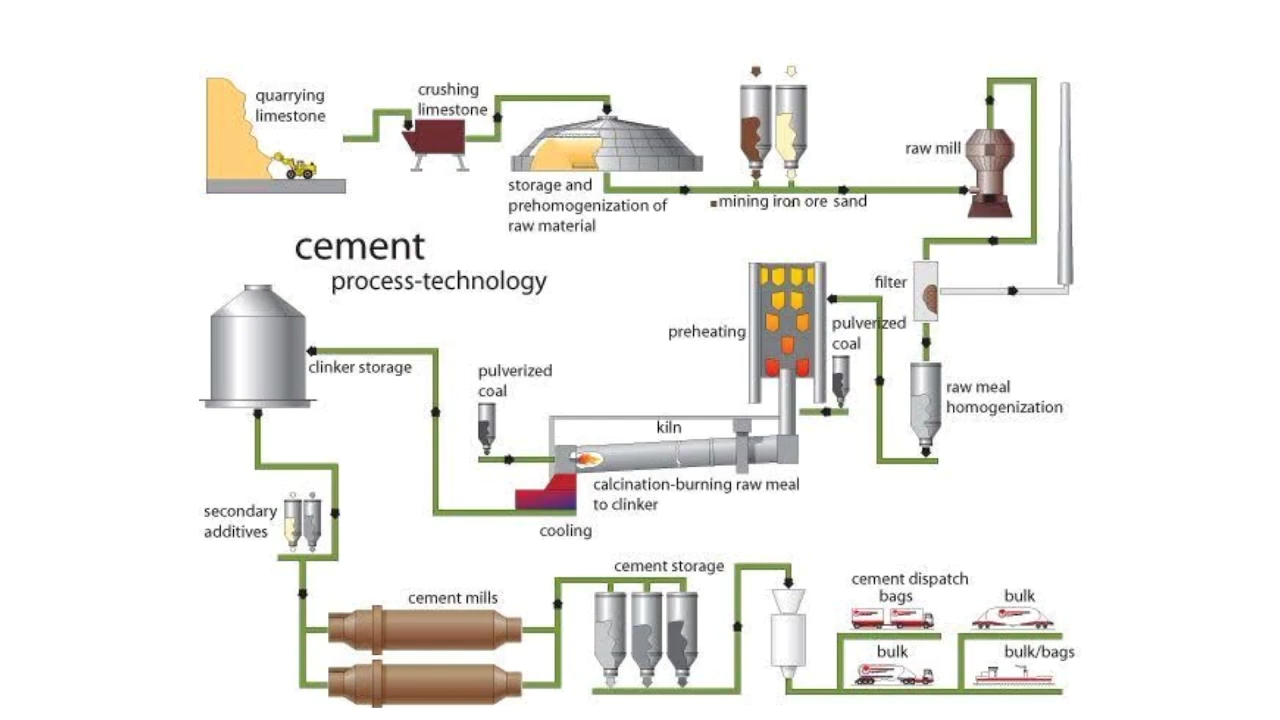 quarrying
limestone
crushing
limestone
storage and
prehomogenization of
raw material
mining iron ore sand
raw mill
cement
process-technology
filter
preheating
pulverized
coal
clinker storage
pulverized
coal
raw meal
homogenization
kiln
calcination-burning raw meal
to clinker
cooling
secondary
additives
cement mills
cement storage
cement dispatch
bags
bulk
bulk
bulk/bags